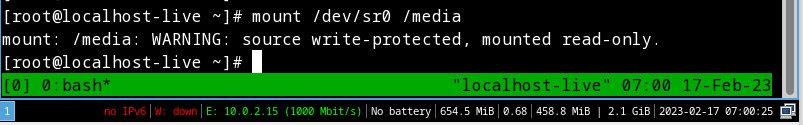 [root@localhost-live ~]# mount /dev/sr0 /media
mount: /media: WARNING: source write-protected, mounted read-only.
[root@localhost-live ~]#
[0] 0:bash* "localhost-live" 07:00 17-Feb-23
1 no IPv6 | W: down | E: 10.0.2.15 (1000 Mbit/s) | No battery | 654.5 MiB | 0.68 | 458.8 MiB | 2.1 GiB | 2023-02-17 07:00:25